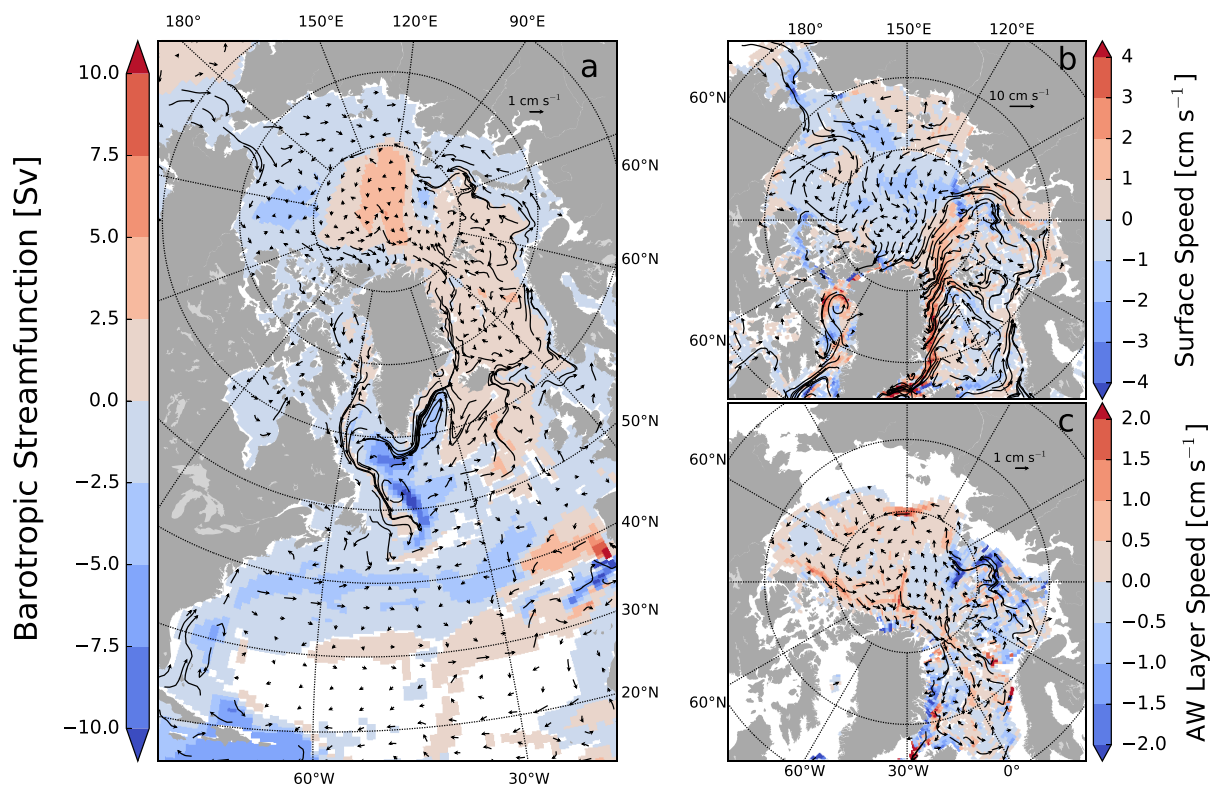 180° 150°E 120°E 90°E
a
1 cm s⁻¹
Barotropic Streamfunction [Sv]
10.0
7.5
5.0
2.5
0.0
−2.5
−5.0
−7.5
−10.0
60°N
60°N
50°N
40°N
30°N
20°N
60°W 30°W
180° 150°E 120°E
b
10 cm s⁻¹
60°N
60°N
4
3
2
1
0
−1
−2
−3
−4
Surface Speed [cm s⁻¹]
c
1 cm s⁻¹
60°N
60°N
60°W 30°W 0°
2.0
1.5
1.0
0.5
0.0
−0.5
−1.0
−1.5
−2.0
AW Layer Speed [cm s⁻¹]